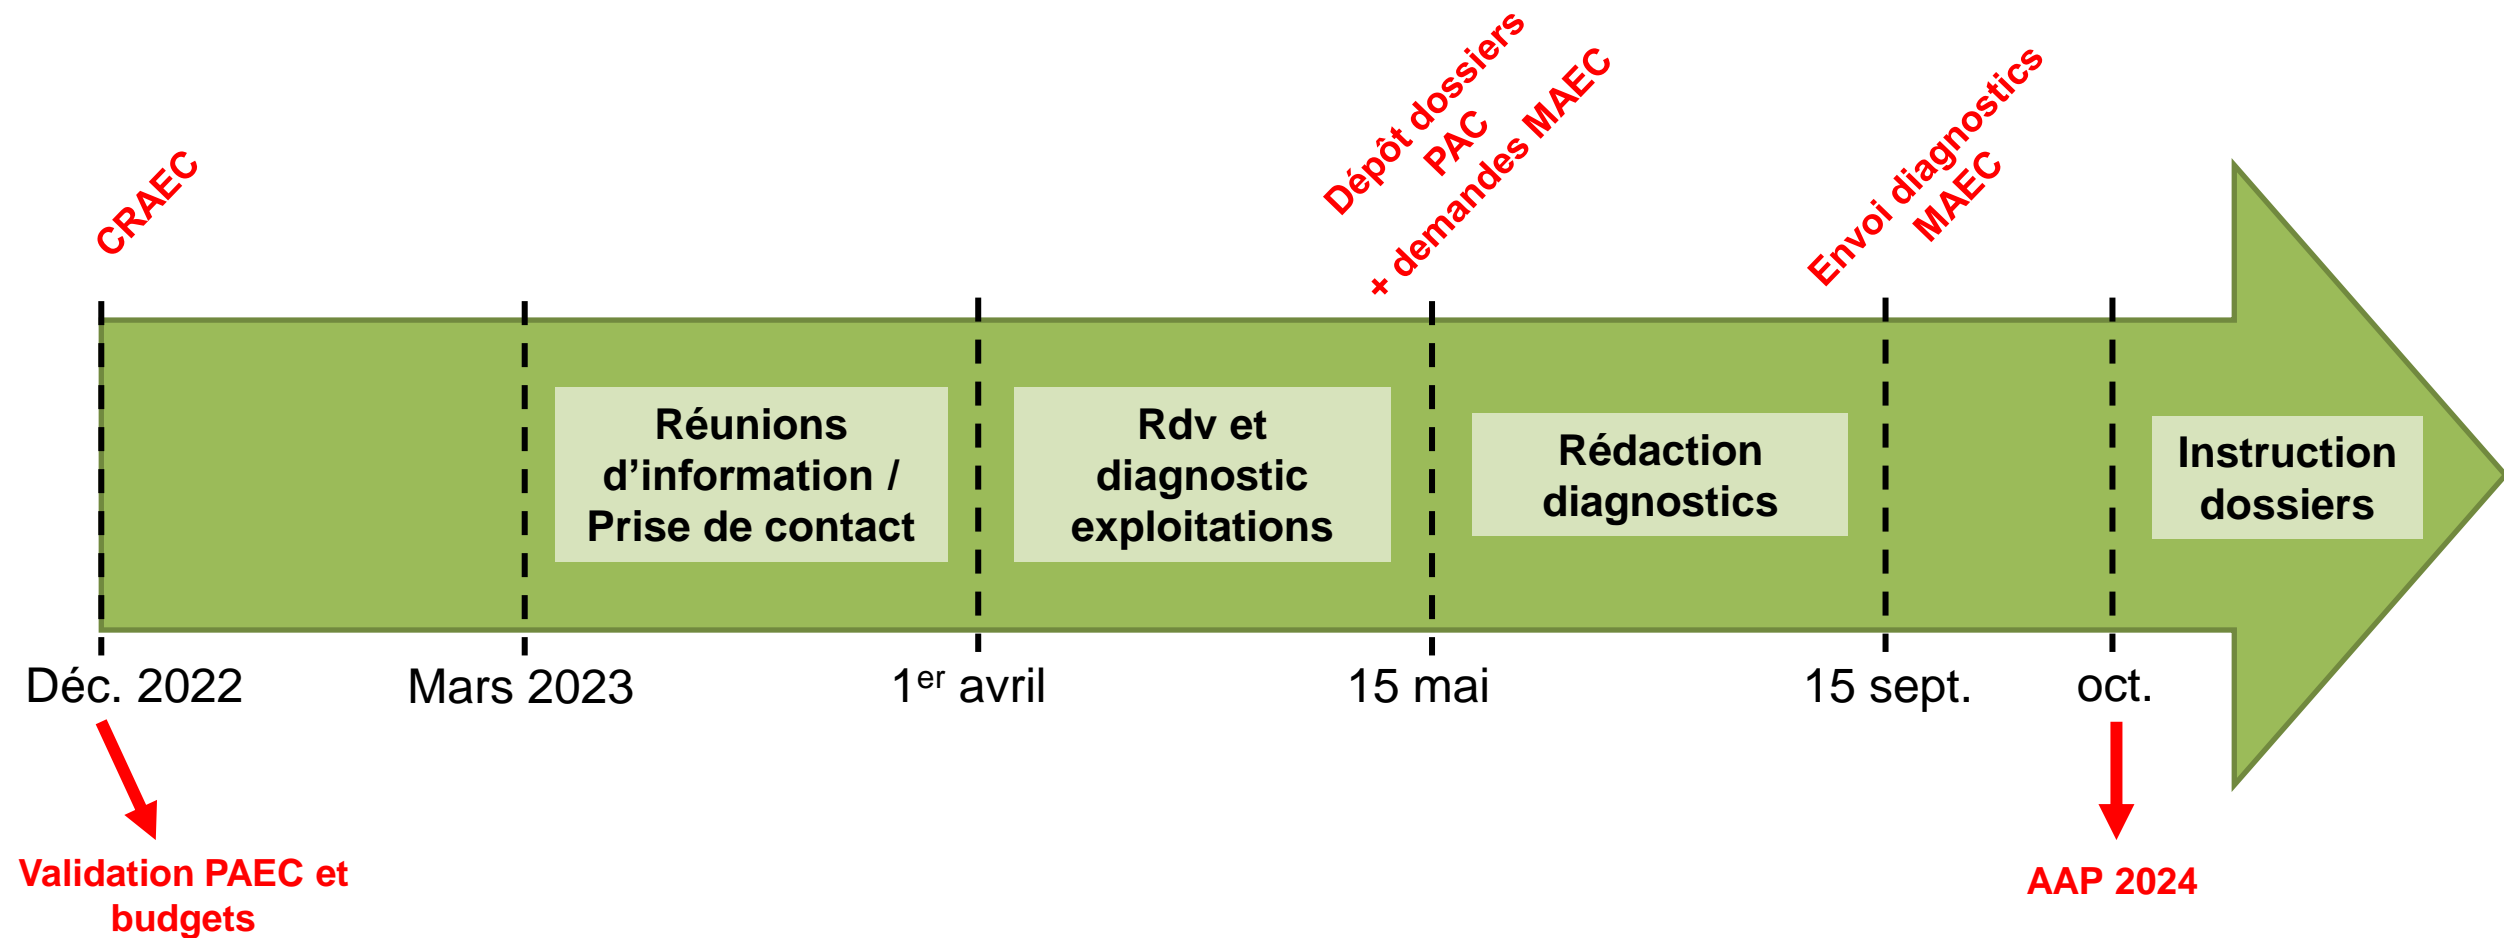 CRAEC
Dépôt dossiers
PAC
+ demandes MAEC
Envoi diagnostics
MAEC
Réunions
d’information /
Prise de contact
Rdv et
diagnostic
exploitations
Rédaction
diagnostics
Instruction
dossiers
Déc. 2022
Mars 2023
1er avril
15 mai
15 sept.
oct.
Validation PAEC et
budgets
AAP 2024